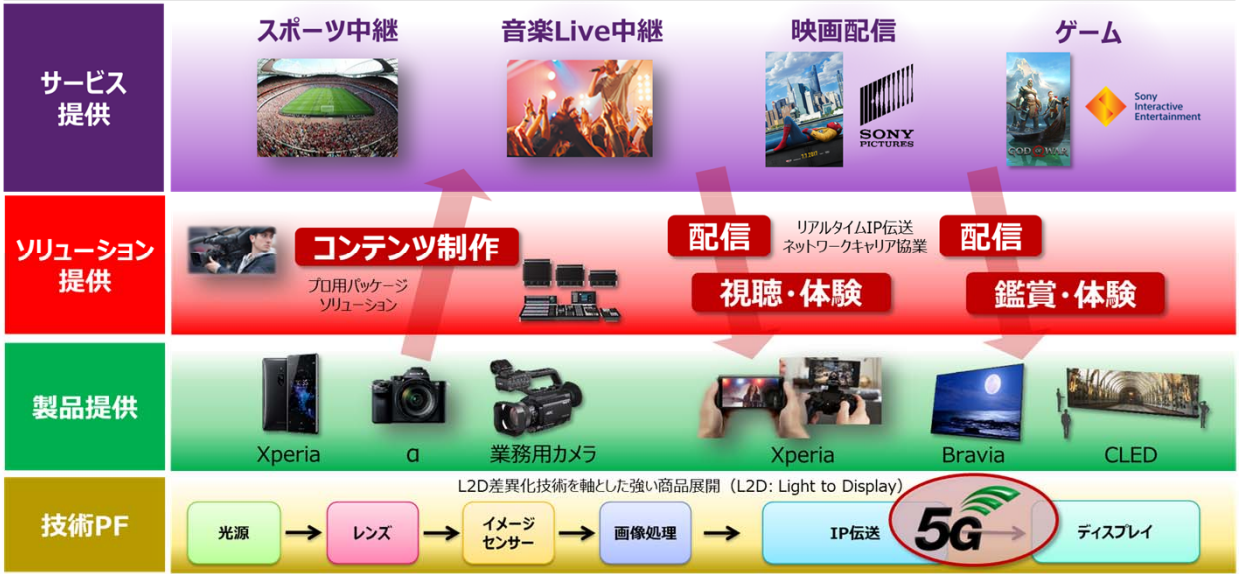 サービス
提供
スポーツ中継
音楽Live中継
映画配信
ゲーム
SONY
PICTURES
GOD OF WAR
Sony
Interactive
Entertainment
ソリューション
提供
コンテンツ制作
プロ用パッケージ
ソリューション
配信
リアルタイムIP伝送
ネットワークキャリア協業
配信
視聴・体験
鑑賞・体験
製品提供
Xperia
α
業務用カメラ
Xperia
Bravia
CLED
技術PF
L2D差異化技術を軸とした強い商品展開（L2D: Light to Display）
光源
レンズ
イメージ
センサー
画像処理
IP伝送
5G
ディスプレイ